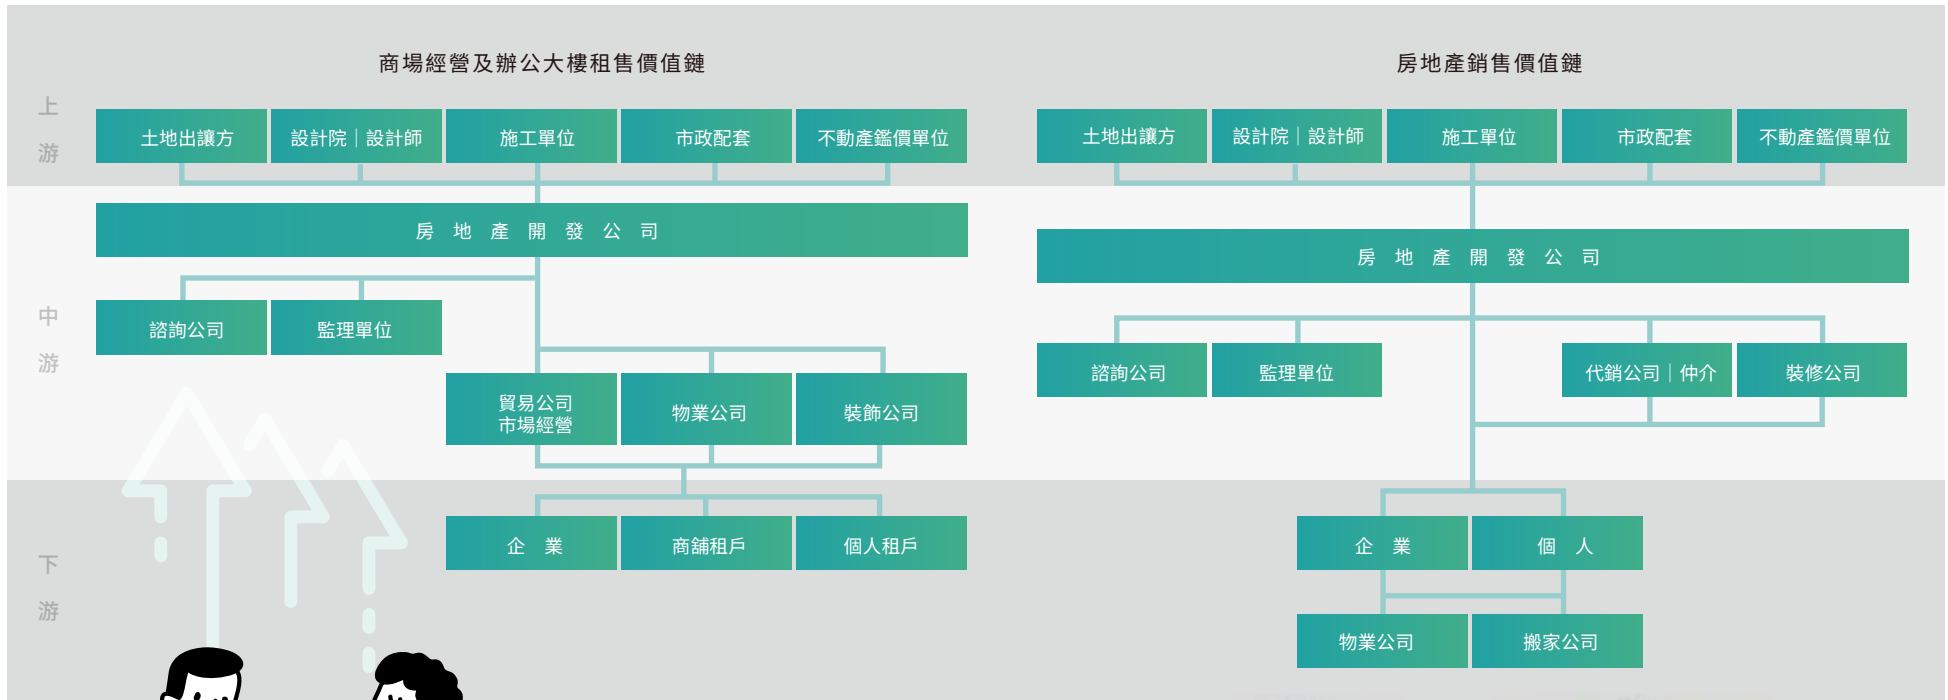 商場經營及辦公大樓租售價值鏈
上
游
土地出讓方
設計院｜設計師
施工單位
市政配套
不動產鑑價單位
房地產開發公司
中
游
諮詢公司
監理單位
貿易公司
市場經營
物業公司
裝飾公司
下
游
企業
商舖租戶
個人租戶
房地產銷售價值鏈
土地出讓方
設計院｜設計師
施工單位
市政配套
不動產鑑價單位
房地產開發公司
諮詢公司
監理單位
代銷公司｜仲介
裝修公司
企業
個人
物業公司
搬家公司